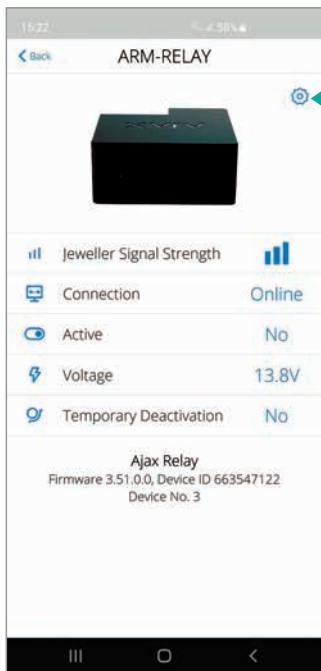 15:22
58%
Back
ARM-RELAY
AJAX
Jeweller Signal Strength
Connection Online
Active No
Voltage 13.8V
Temporary Deactivation No
Ajax Relay
Firmware 3.51.0.0, Device ID 663547122
Device No. 3